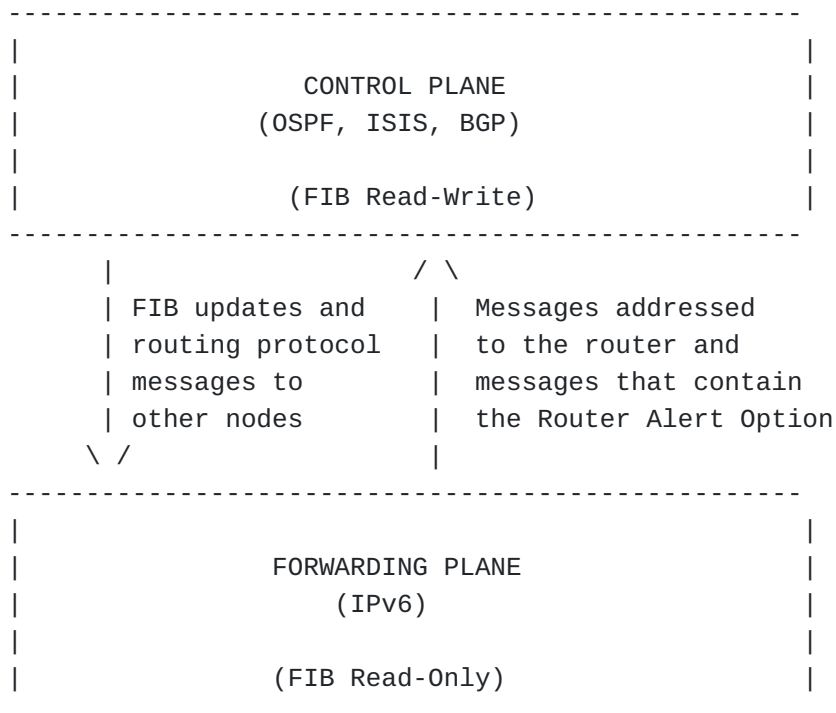 CONTROL PLANE
(OSPF, ISIS, BGP)
(FIB Read-Write)
FIB updates and
routing protocol
messages to
other nodes
Messages addressed
to the router and
messages that contain
the Router Alert Option
FORWARDING PLANE
(IPv6)
(FIB Read-Only)